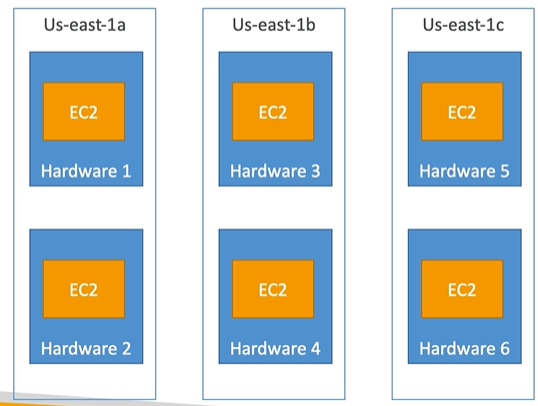 Us-east-1a
Us-east-1b
Us-east-1c
EC2
EC2
EC2
Hardware 1
Hardware 3
Hardware 5
EC2
EC2
EC2
Hardware 2
Hardware 4
Hardware 6